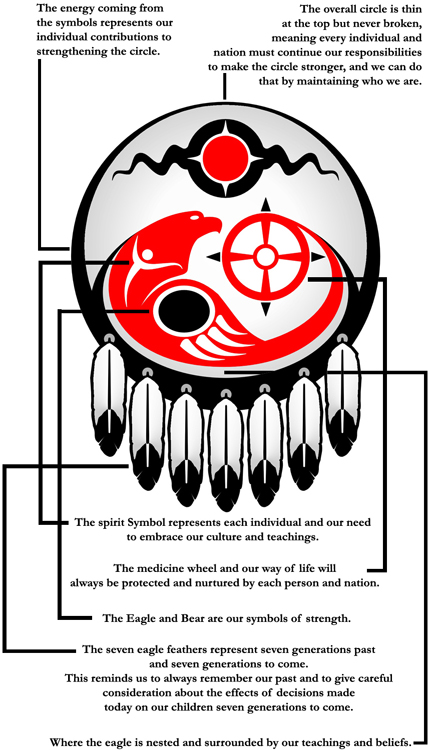 The energy coming from
the symbols represents our
individual contributions to
strengthening the circle.
The overall circle is thin
at the top but never broken,
meaning every individual and
nation must continue our responsibilities
to make the circle stronger, and we can do
that by maintaining who we are.
The spirit Symbol represents each individual and our need
to embrace our culture and teachings.
The medicine wheel and our way of life will
always be protected and nurtured by each person and nation.
The Eagle and Bear are our symbols of strength.
The seven eagle feathers represent seven generations past
and seven generations to come.
This reminds us to always remember our past and to give careful
consideration about the effects of decisions made
today on our children seven generations to come.
Where the eagle is nested and surrounded by our teachings and beliefs.